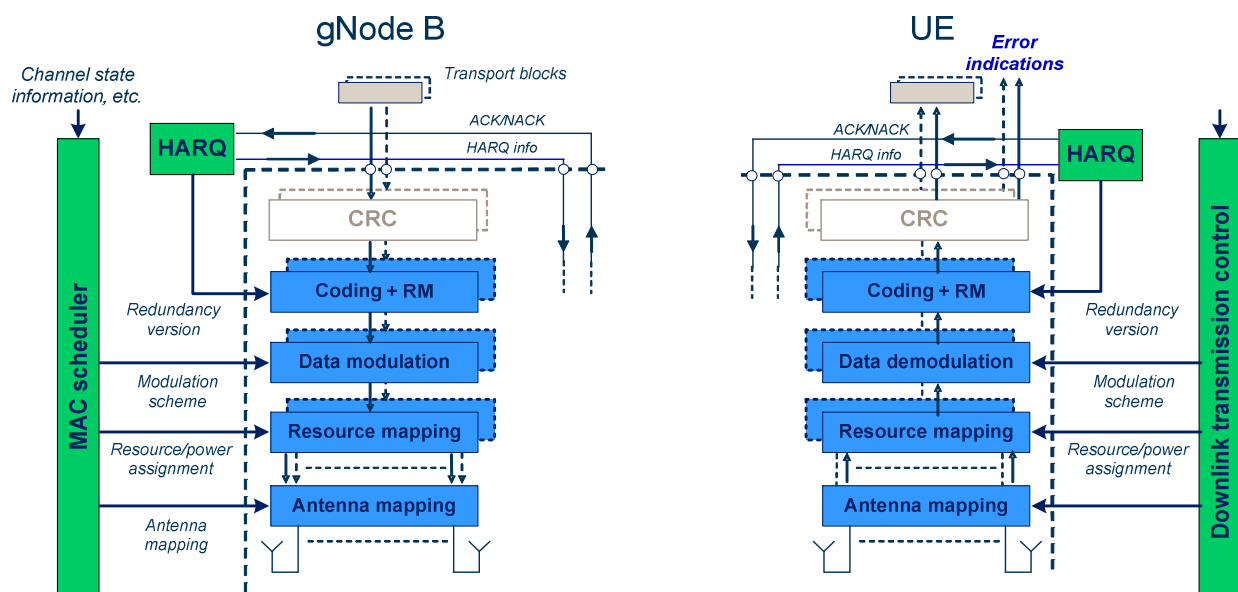 gNode B
UE
Channel state
information, etc.
Transport blocks
Error
indications
HARQ
ACK/NACK
HARQ info
ACK/NACK
HARQ info
HARQ
CRC
CRC
Coding + RM
Coding + RM
Redundancy
version
Redundancy
version
Data modulation
Data demodulation
Modulation
scheme
Modulation
scheme
Resource mapping
Resource mapping
Resource/power
assignment
Resource/power
assignment
Antenna mapping
Antenna mapping
Antenna
mapping
MAC scheduler
Downlink transmission control